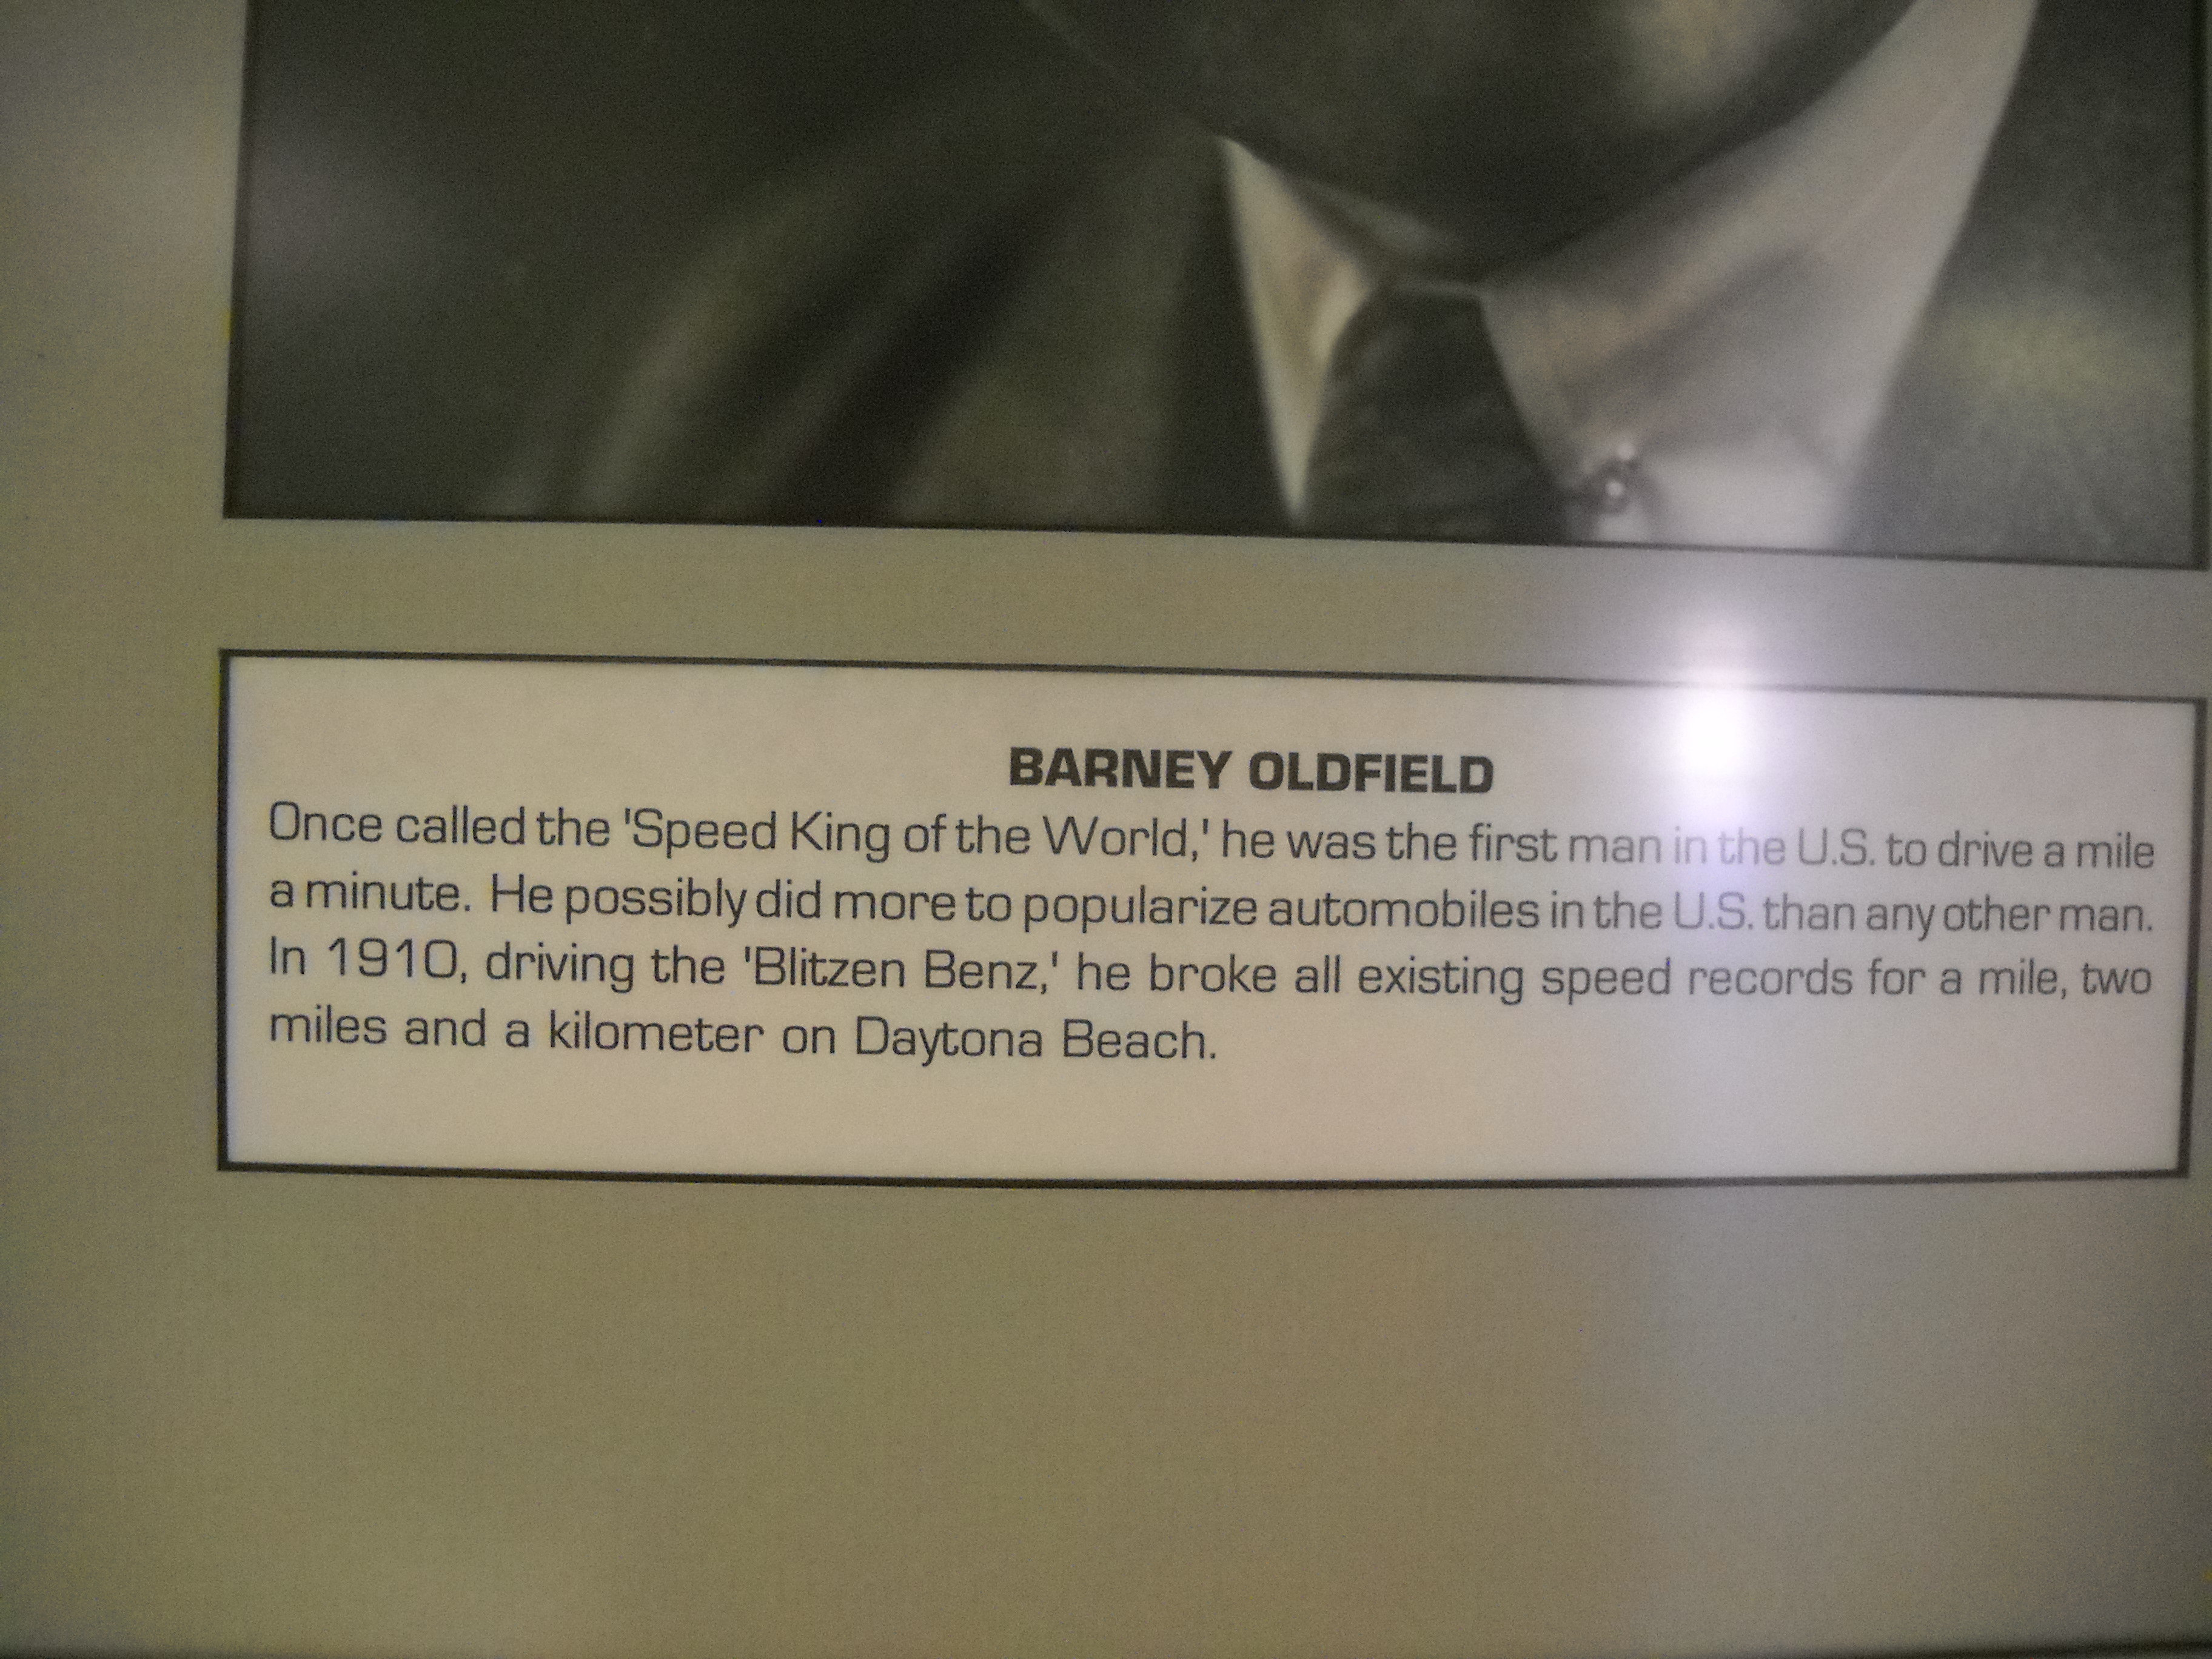 BARNEY OLDFIELD
Once called the 'Speed King of the World,' he was the first man in the U.S. to drive a mile
a minute. He possibly did more to popularize automobiles in the U.S. than any other man.
In 1910, driving the 'Blitzen Benz,' he broke all existing speed records for a mile, two
miles and a kilometer on Daytona Beach.